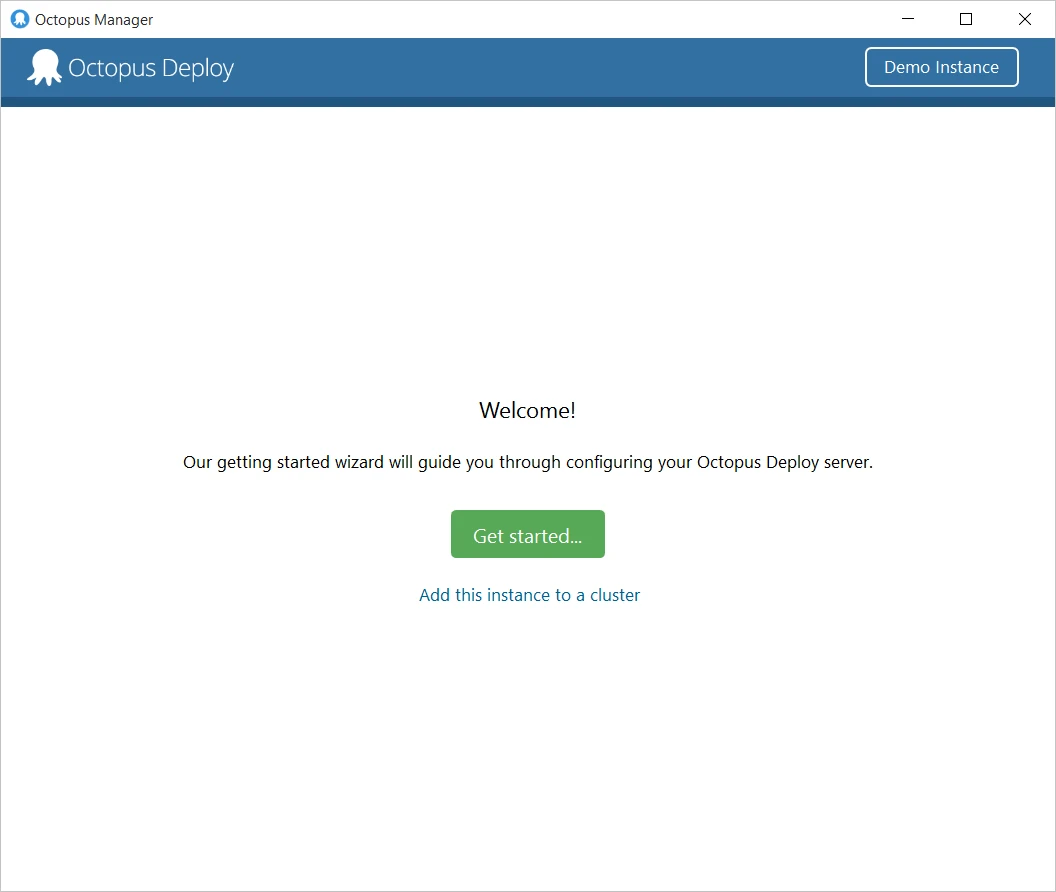 Octopus Manager
Octopus Deploy
Demo Instance
Welcome!
Our getting started wizard will guide you through configuring your Octopus Deploy server.
Get started...
Add this instance to a cluster